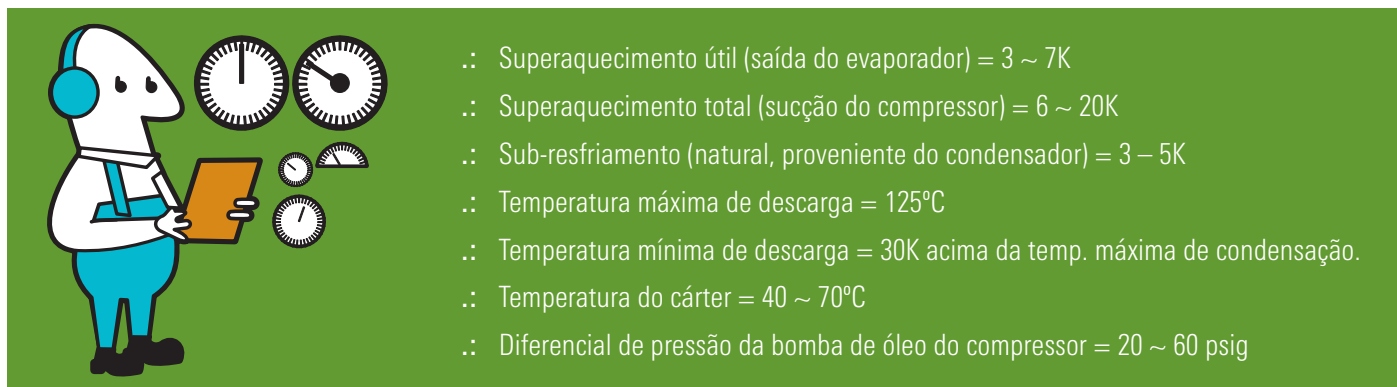 .: Superaquecimento útil (saída do evaporador) = 3 ~ 7K
.: Superaquecimento total (sucção do compressor) = 6 ~ 20K
.: Sub-resfriamento (natural, proveniente do condensador) = 3 – 5K
.: Temperatura máxima de descarga = 125ºC
.: Temperatura mínima de descarga = 30K acima da temp. máxima de condensação.
.: Temperatura do cárter = 40 ~ 70ºC
.: Diferencial de pressão da bomba de óleo do compressor = 20 ~ 60 psig